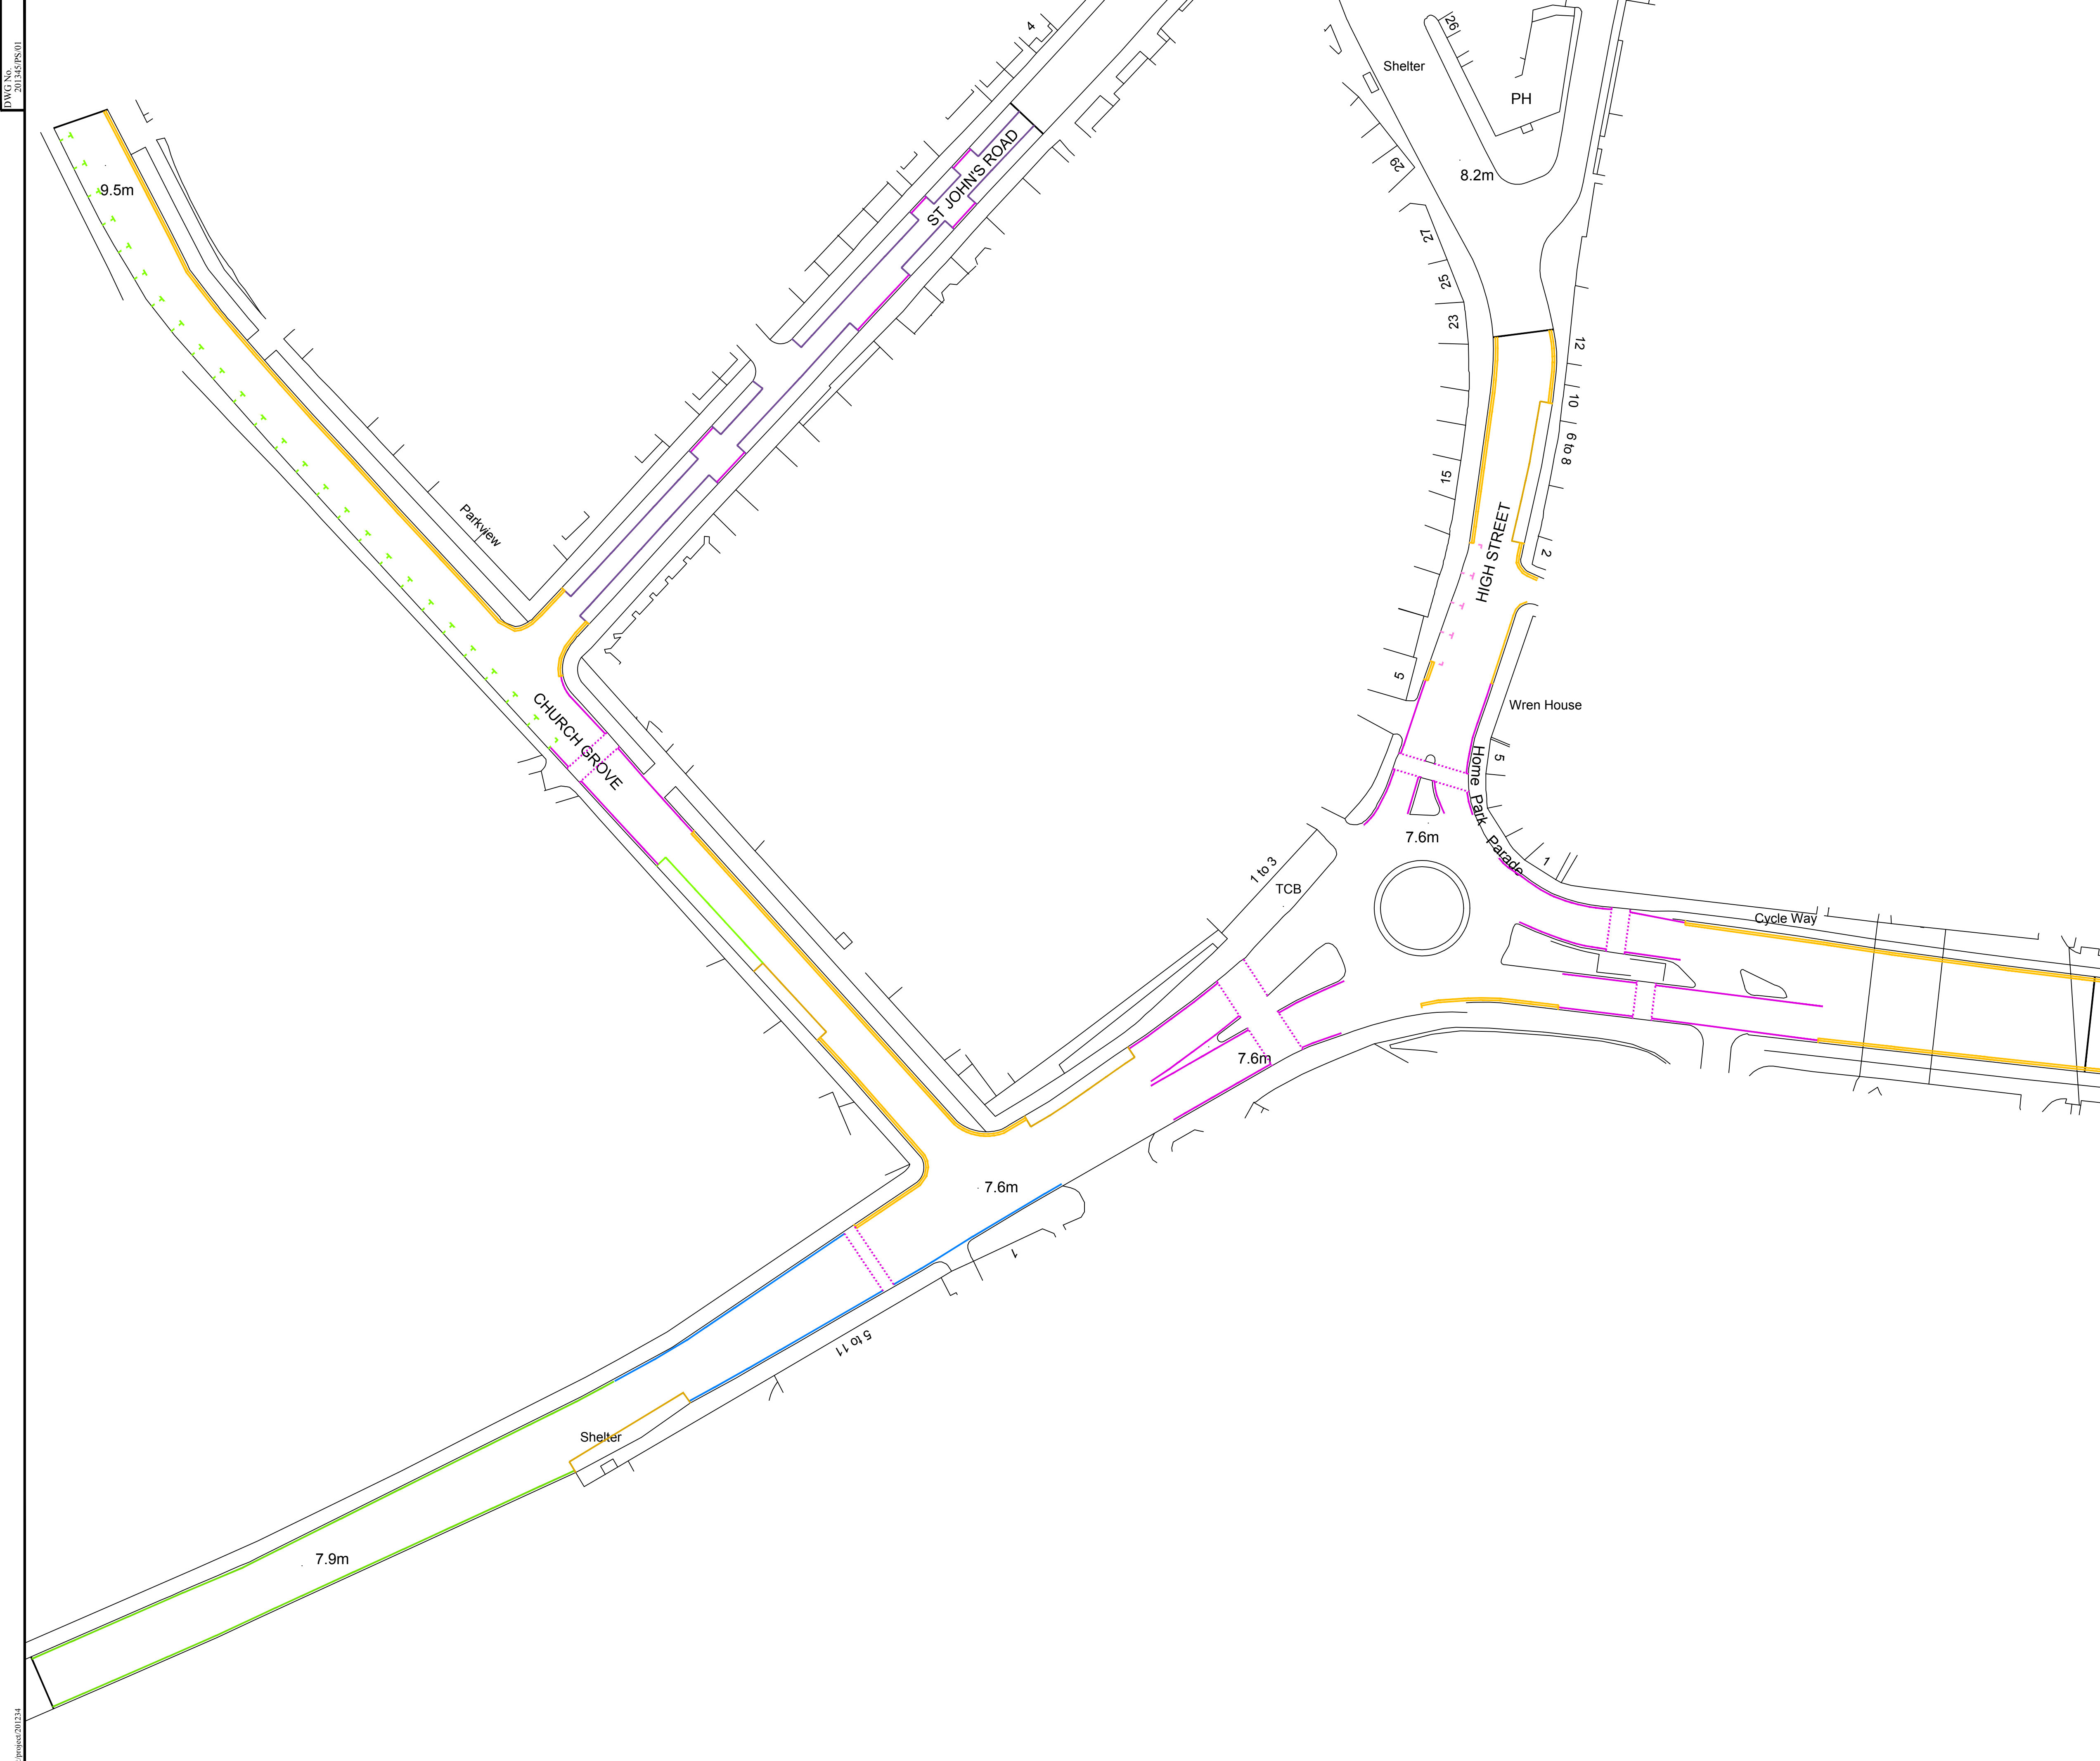 DWG No.
201345/PS/01
4
26
Shelter
PH
29
8.2m
9.5m
ST JOHN'S ROAD
27
25
23
12
10
6 to 8
15
Parkview
HIGH STREET
2
5
Wren House
CHURCH GROVE
5
Home Park Parade
7.6m
1
1 to 3
TCB
Cycle Way
7.6m
7.6m
1
5 to 11
Shelter
7.9m
/project/201234